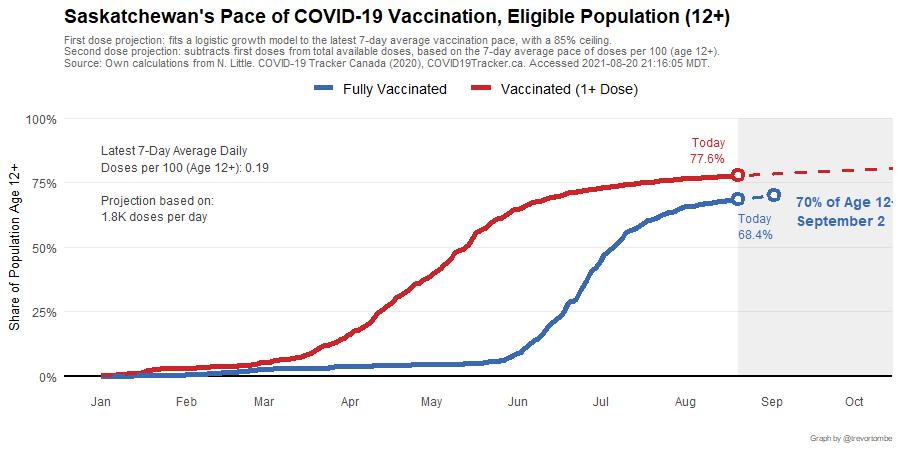 Saskatchewan's Pace of COVID-19 Vaccination, Eligible Population (12+)
First dose projection: fits a logistic growth model to the latest 7-day average vaccination pace, with a 85% ceiling.
Second dose projection: subtracts first doses from total available doses, based on the 7-day average pace of doses per 100 (age 12+).
Source: Own calculations from N. Little. COVID-19 Tracker Canada (2020), COVID19Tracker.ca. Accessed 2021-08-20 21:16:05 MDT.
Fully Vaccinated
Vaccinated (1+ Dose)
Share of Population Age 12+
100%
75%
50%
25%
0%
Latest 7-Day Average Daily
Doses per 100 (Age 12+): 0.19
Projection based on:
1.8K doses per day
Today
77.6%
Today
68.4%
70% of Age 12+
September 2
Jan Feb Mar Apr May Jun Jul Aug Sep Oct
Graph by @trevortombe